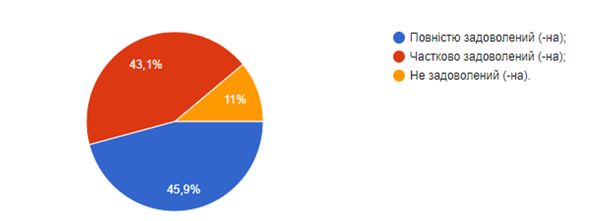 43,1%
11%
45,9%
Повністю задоволений (-на);
Частково задоволений (-на);
Не задоволений (-на).